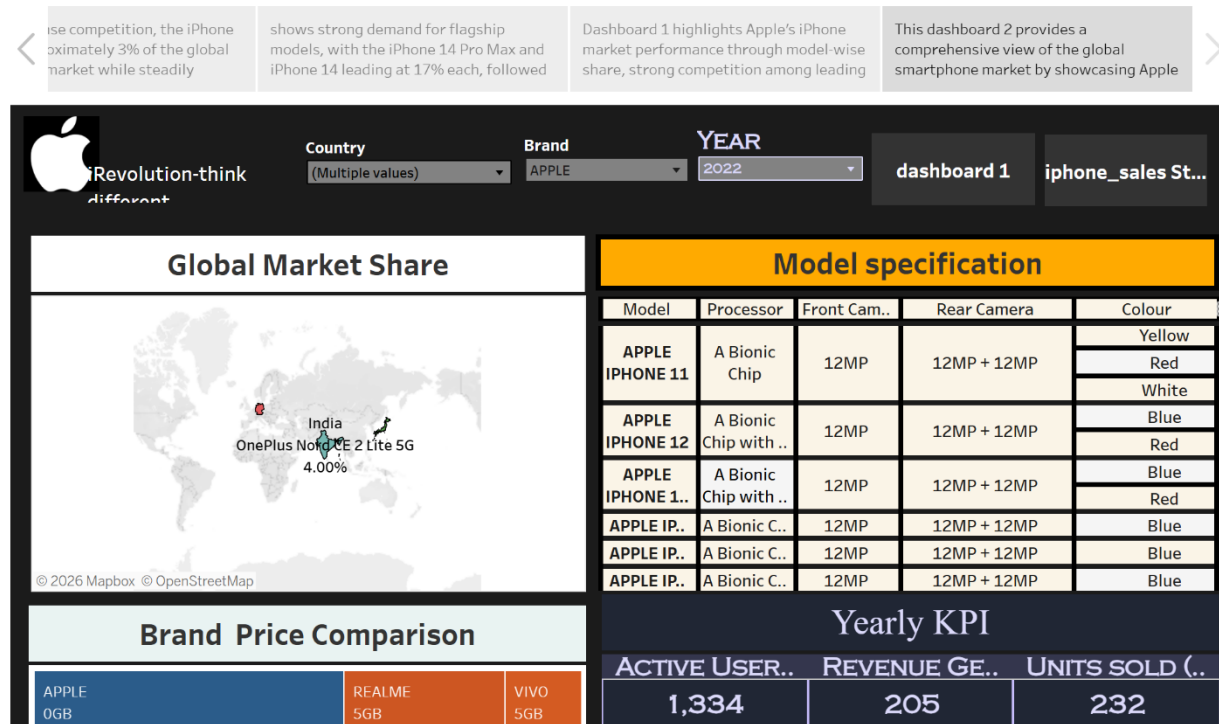 use competition, the iPhone
oximately 3% of the global
market while steadily
shows strong demand for flagship
models, with the iPhone 14 Pro Max and
iPhone 14 leading at 17% each, followed
Dashboard 1 highlights Apple's iPhone
market performance through model-wise
share, strong competition among leading
This dashboard 2 provides a
comprehensive view of the global
smartphone market by showcasing Apple
iRevolution-think
different
Country
(Multiple values)
Brand
APPLE
YEAR
2022
dashboard 1
iphone_sales St...
Global Market Share
India
OnePlus Nord CE 2 Lite 5G
4.00%
© 2026 Mapbox © OpenStreetMap
Model specification
Model Processor Front Cam.. Rear Camera Colour
APPLE IPHONE 11 A Bionic Chip 12MP 12MP + 12MP Yellow
Red
White
APPLE IPHONE 12 A Bionic Chip with .. 12MP 12MP + 12MP Blue
Red
APPLE IPHONE 1.. A Bionic Chip with .. 12MP 12MP + 12MP Blue
Red
APPLE IP.. A Bionic C.. 12MP 12MP + 12MP Blue
APPLE IP.. A Bionic C.. 12MP 12MP + 12MP Blue
APPLE IP.. A Bionic C.. 12MP 12MP + 12MP Blue
Brand Price Comparison
APPLE
0GB
REALME
5GB
VIVO
5GB
Yearly KPI
ACTIVE USER.. REVENUE GE.. UNITS SOLD (..
1,334 205 232